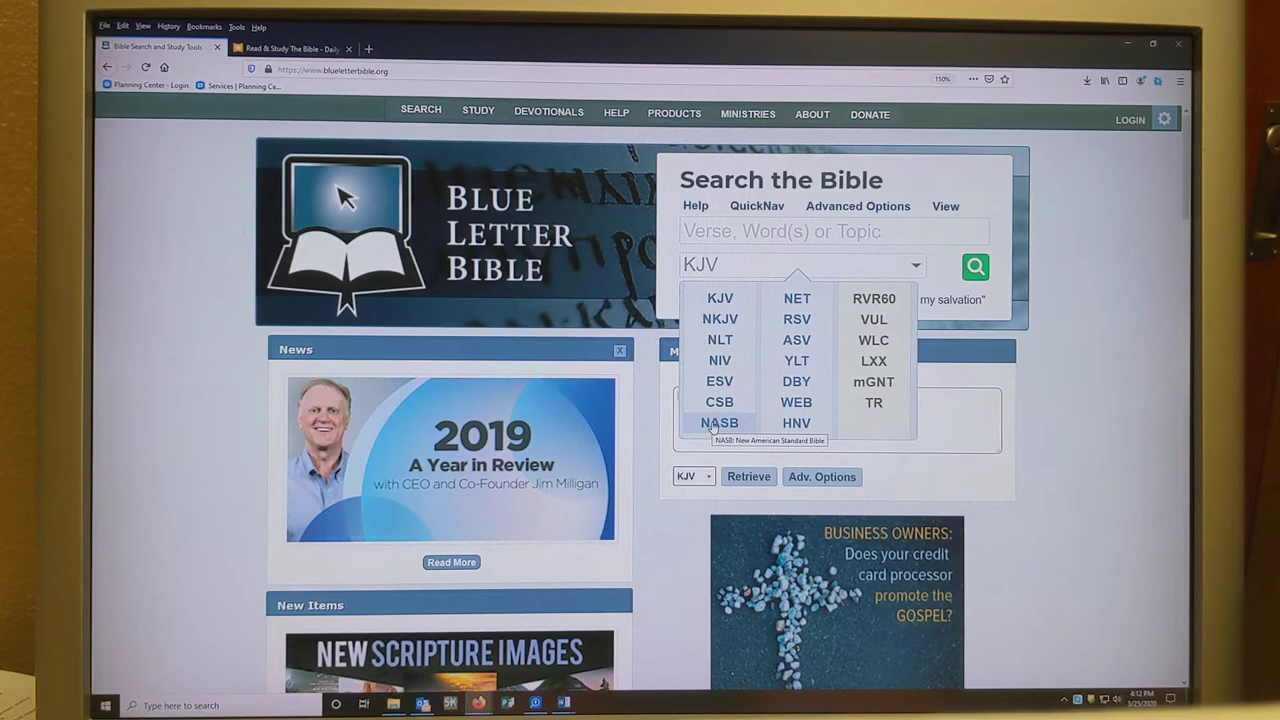 File Edit View History Bookmarks Tools Help
Bible Search and Study Tools -
Read & Study The Bible - Daily
https://www.blueletterbible.org
150%
Planning Center - Login
Services | Planning Ce...
SEARCH STUDY DEVOTIONALS HELP PRODUCTS MINISTRIES ABOUT DONATE
LOGIN
BLUE
LETTER
BIBLE
Search the Bible
Help QuickNav Advanced Options View
Verse, Word(s) or Topic
KJV
my salvation"
KJV NET RVR60
NKJV RSV VUL
NLT ASV WLC
NIV YLT LXX
ESV DBY mGNT
CSB WEB TR
NASB HNV
NASB: New American Standard Bible
KJV Retrieve Adv. Options
News
X
2019
A Year in Review
with CEO and Co-Founder Jim Milligan
Read More
New Items
NEW SCRIPTURE IMAGES
BUSINESS OWNERS:
Does your credit
card processor
promote the
GOSPEL?
Type here to search
4:12 PM
3/25/2020